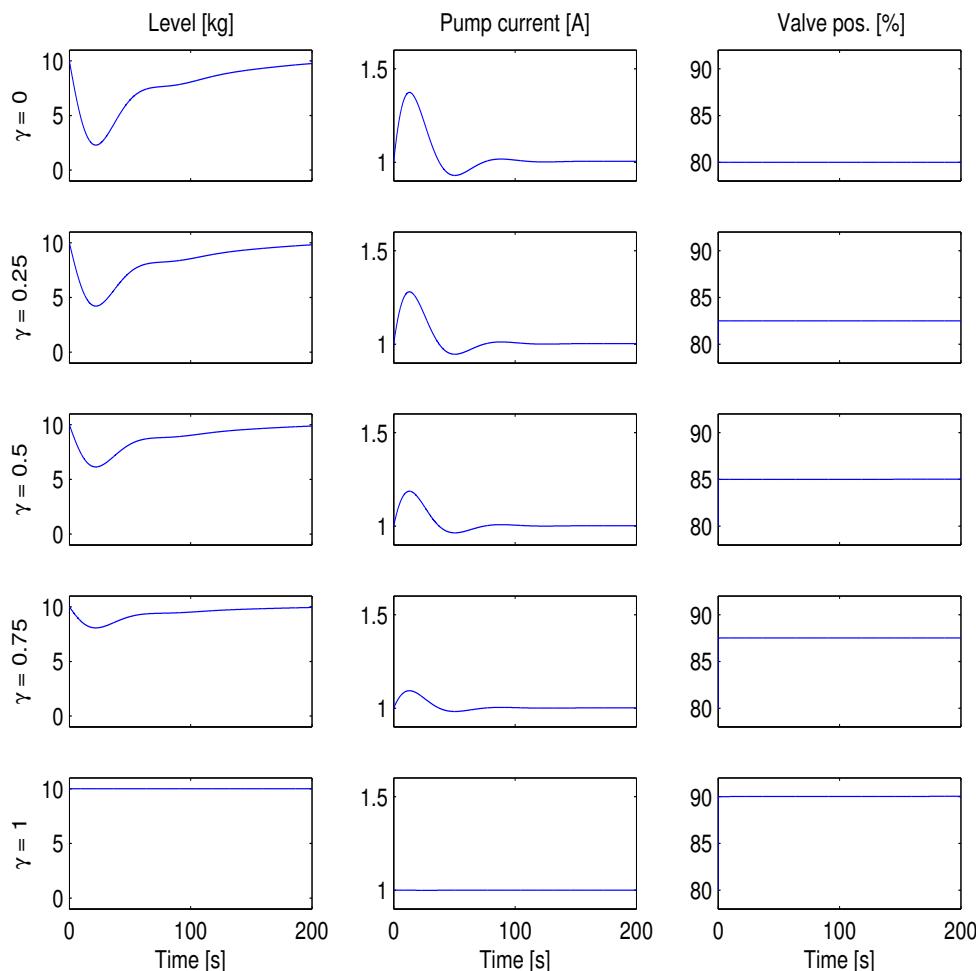 Level [kg]
Pump current [A]
Valve pos. [%]
γ = 0
10
5
0
1.5
1
90
85
80
γ = 0.25
10
5
0
1.5
1
90
85
80
γ = 0.5
10
5
0
1.5
1
90
85
80
γ = 0.75
10
5
0
1.5
1
90
85
80
γ = 1
10
5
0
1.5
1
90
85
80
0 100 200
0 100 200
0 100 200
Time [s]
Time [s]
Time [s]